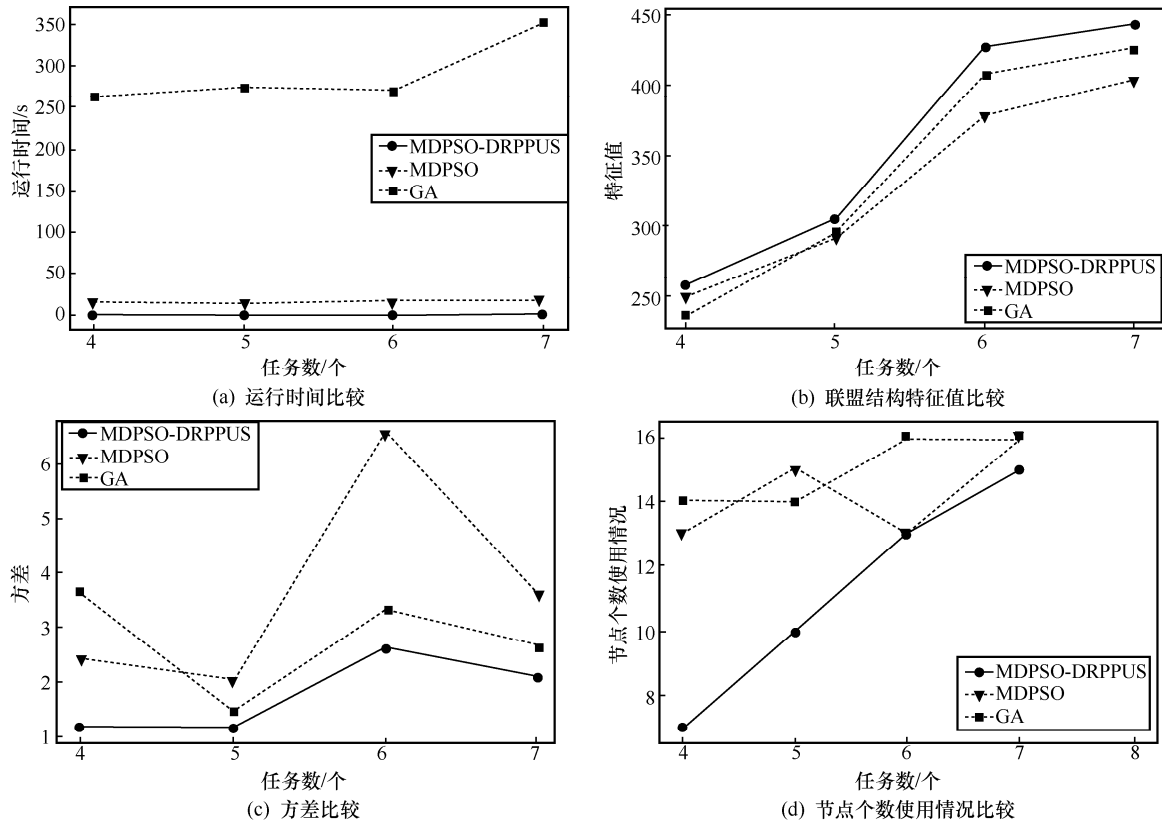 350
300
250
200
150
100
50
0
运行时间/s
MDPSO-DRPPUS
MDPSO
GA
4 5 6 7
任务数/个
(a) 运行时间比较
450
400
350
300
250
特征值
MDPSO-DRPPUS
MDPSO
GA
4 5 6 7
任务数/个
(b) 联盟结构特征值比较
MDPSO-DRPPUS
MDPSO
GA
6
5
4
3
2
1
方差
4 5 6 7
任务数/个
(c) 方差比较
16
14
12
10
8
节点个数使用情况
MDPSO-DRPPUS
MDPSO
GA
4 5 6 7 8
任务数/个
(d) 节点个数使用情况比较